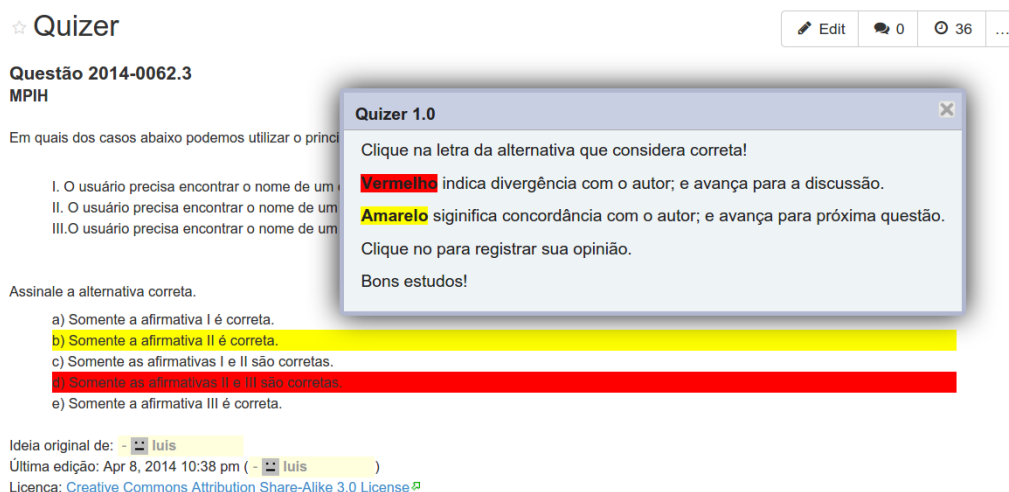 Quizer
Edit
0
36
...
Questão 2014-0062.3
MPIH
Em quais dos casos abaixo podemos utilizar o
I. O usuário precisa encontrar o nome de um
II. O usuário precisa encontrar o nome de um
III.O usuário precisa encontrar o nome de um
Quizer 1.0
Clique na letra da alternativa que considera correta!
Vermelho indica divergência com o autor; e avança para a discussão.
Amarelo siginifica concordância com o autor; e avança para próxima questão.
Clique no para registrar sua opinião.
Bons estudos!
Assinale a alternativa correta.
a) Somente a afirmativa I é correta.
b) Somente a afirmativa II é correta.
c) Somente as afirmativas I e II são corretas.
d) Somente as afirmativas II e III são corretas.
e) Somente a afirmativa III é correta.
Ideia original de: - luis
Última edição: Apr 8, 2014 10:38 pm ( - luis )
Licença: Creative Commons Attribution Share-Alike 3.0 License